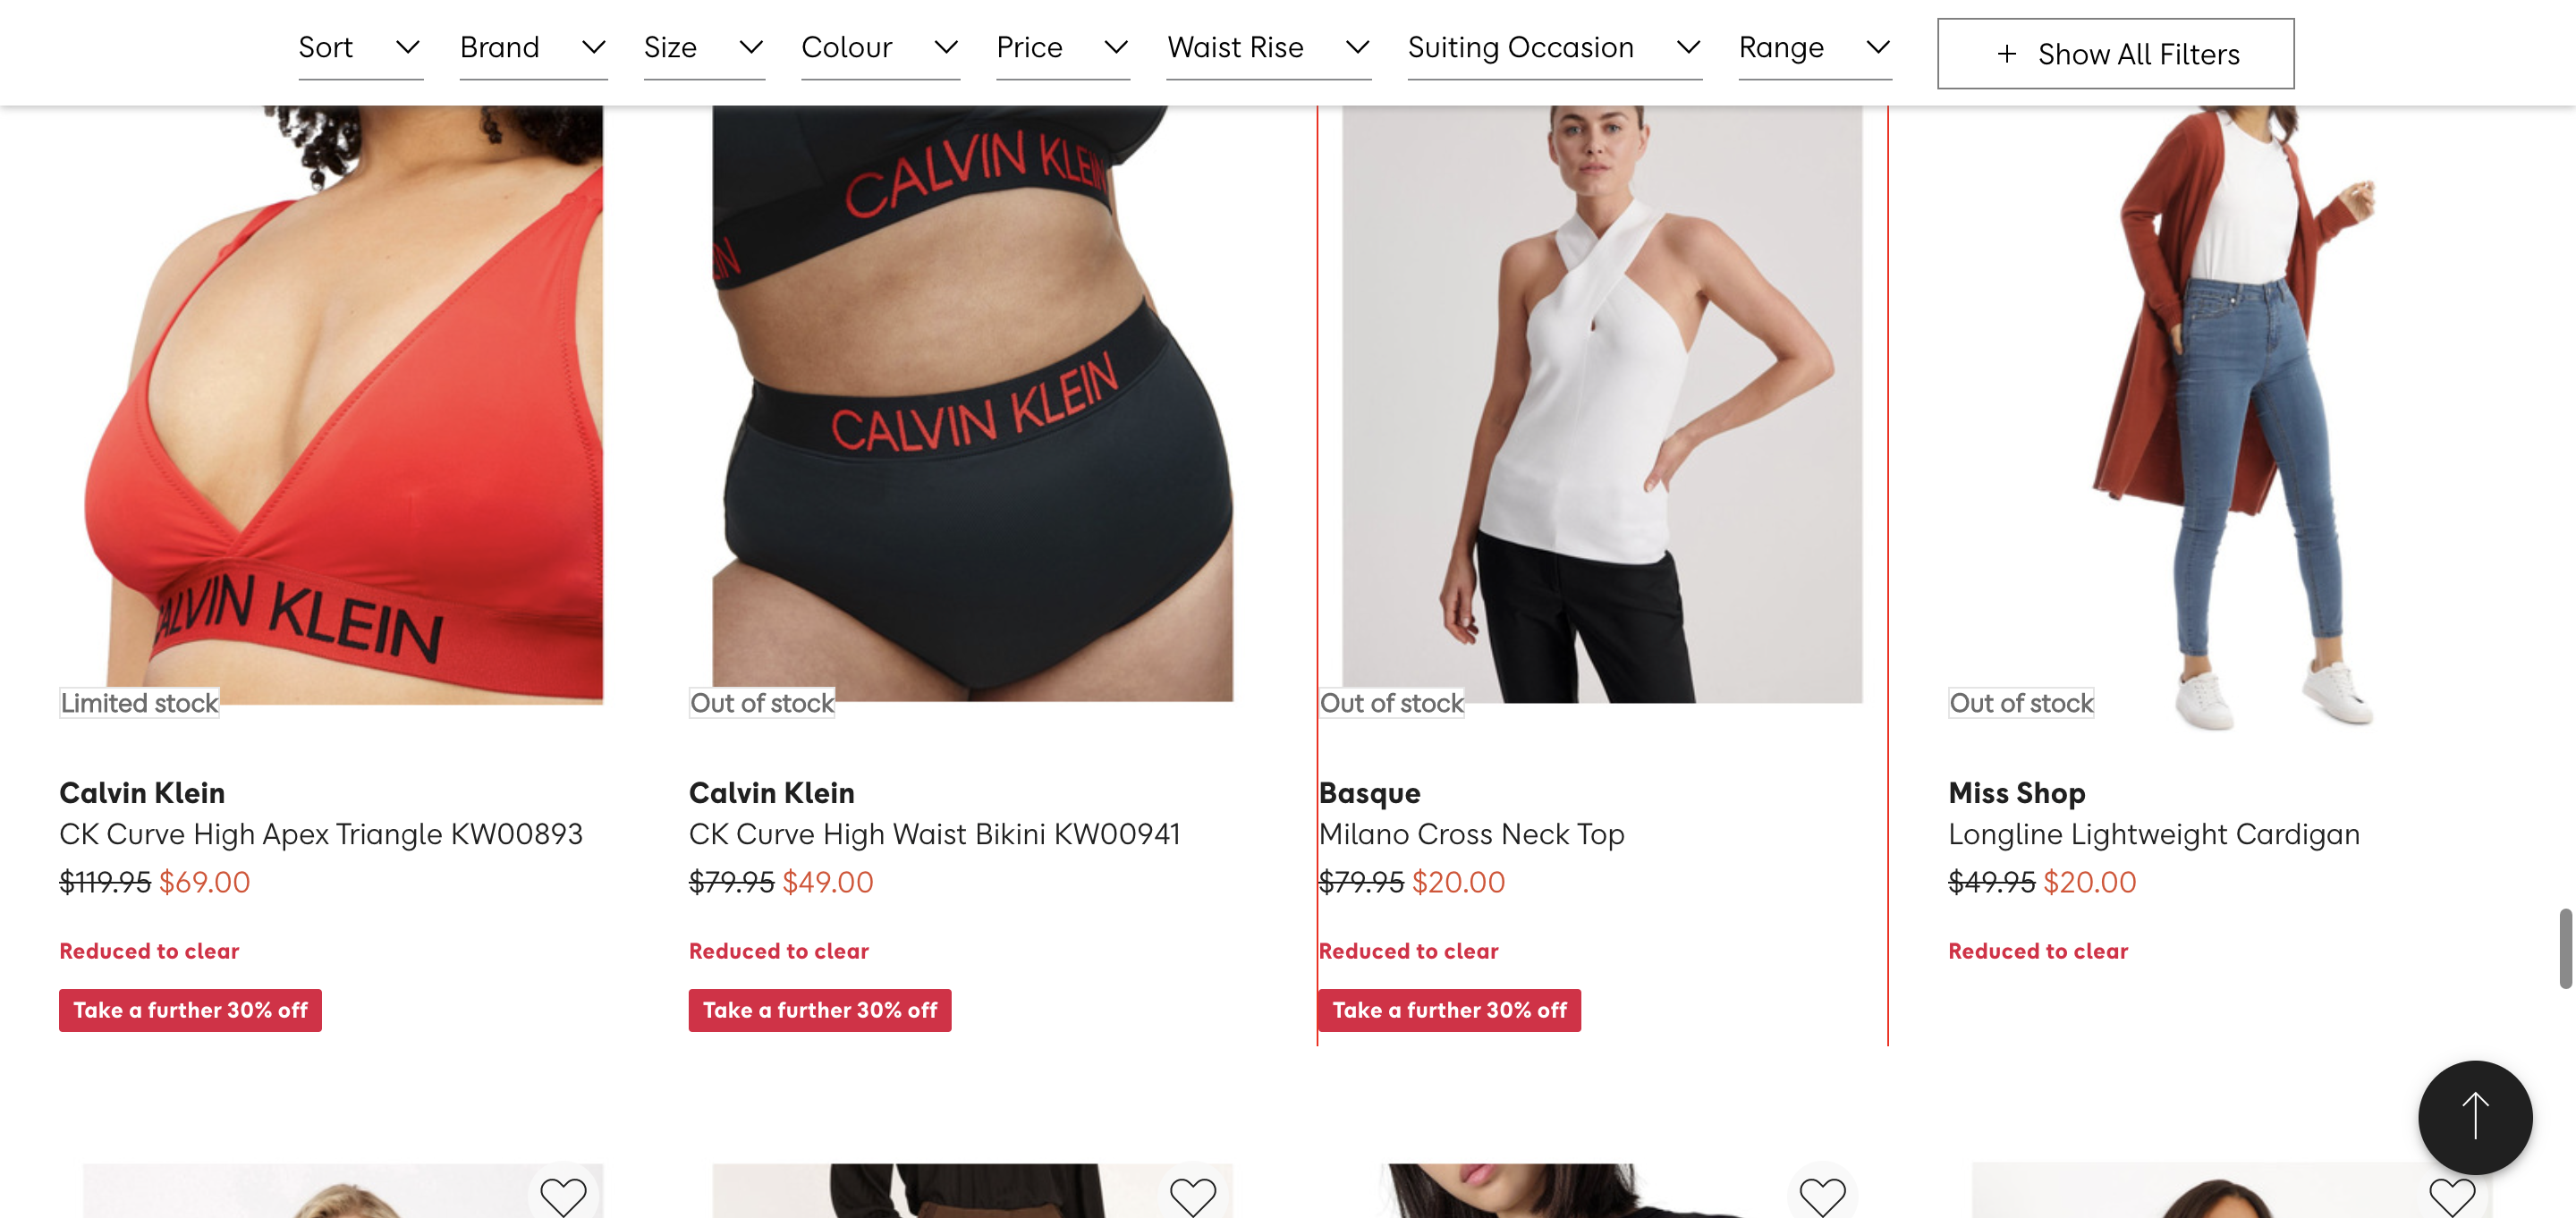 Sort
Brand
Size
Colour
Price
Waist Rise
Suiting Occasion
Range
+ Show All Filters
CALVIN KLEIN
CALVIN KLEIN
IN
CALVIN KLEIN
Limited stock
Out of stock
Out of stock
Out of stock
Calvin Klein
CK Curve High Apex Triangle KW00893
$119.95 $69.00
Reduced to clear
Take a further 30% off
Calvin Klein
CK Curve High Waist Bikini KW00941
$79.95 $49.00
Reduced to clear
Take a further 30% off
Basque
Milano Cross Neck Top
$79.95 $20.00
Reduced to clear
Take a further 30% off
Miss Shop
Longline Lightweight Cardigan
$49.95 $20.00
Reduced to clear